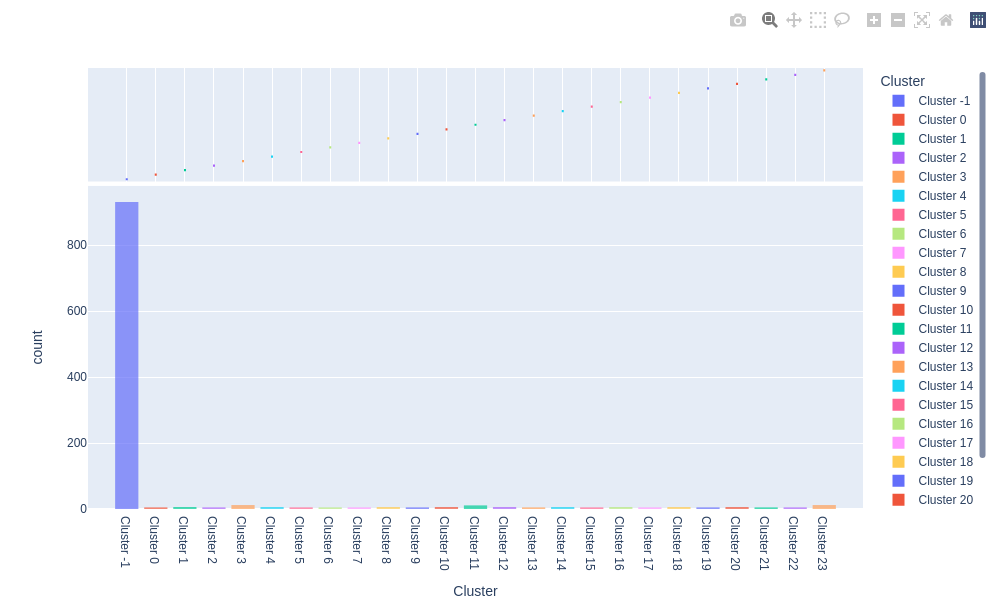 Cluster
Cluster -1
Cluster 0
Cluster 1
Cluster 2
Cluster 3
Cluster 4
Cluster 5
Cluster 6
Cluster 7
Cluster 8
Cluster 9
Cluster 10
Cluster 11
Cluster 12
Cluster 13
Cluster 14
Cluster 15
Cluster 16
Cluster 17
Cluster 18
Cluster 19
Cluster 20
800
600
400
200
0
count
Cluster -1
Cluster 0
Cluster 1
Cluster 2
Cluster 3
Cluster 4
Cluster 5
Cluster 6
Cluster 7
Cluster 8
Cluster 9
Cluster 10
Cluster 11
Cluster 12
Cluster 13
Cluster 14
Cluster 15
Cluster 16
Cluster 17
Cluster 18
Cluster 19
Cluster 20
Cluster 21
Cluster 22
Cluster 23
Cluster